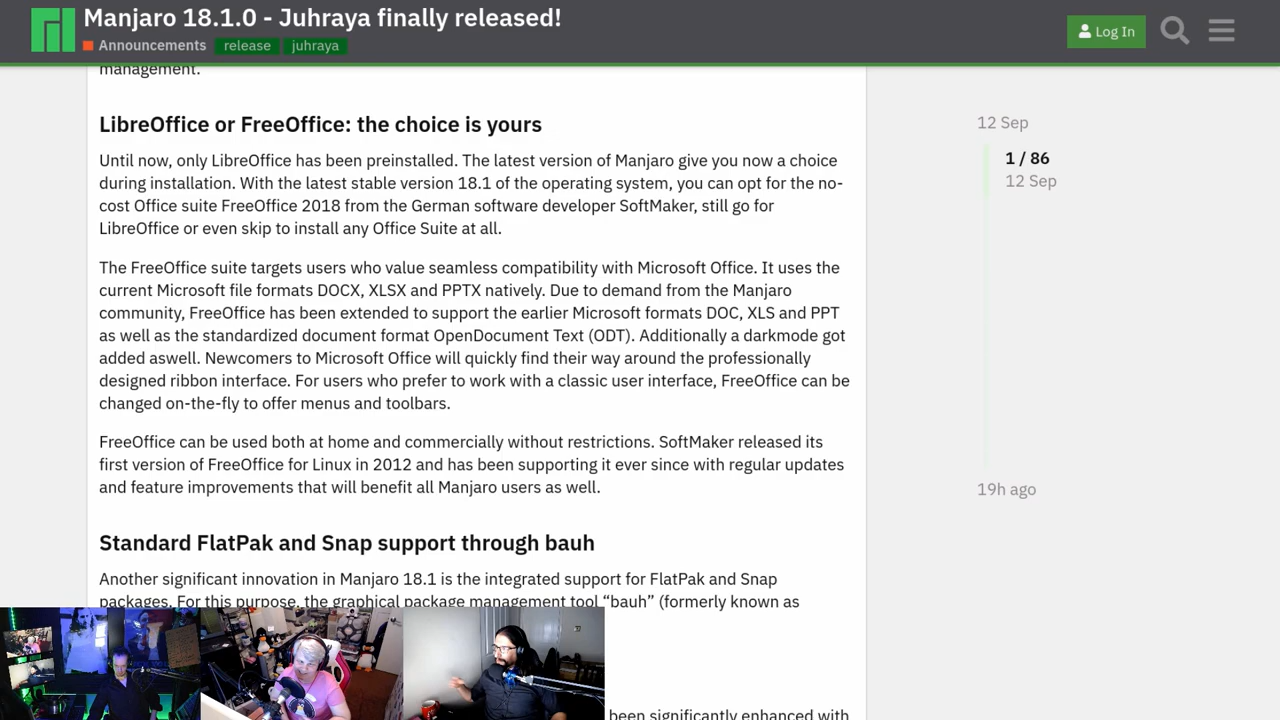 Manjaro 18.1.0 - Juhraya finally released!
Announcements release juhraya
Log In
management.
LibreOffice or FreeOffice: the choice is yours
Until now, only LibreOffice has been preinstalled. The latest version of Manjaro give you now a choice
during installation. With the latest stable version 18.1 of the operating system, you can opt for the no-
cost Office suite FreeOffice 2018 from the German software developer SoftMaker, still go for
LibreOffice or even skip to install any Office Suite at all.
The FreeOffice suite targets users who value seamless compatibility with Microsoft Office. It uses the
current Microsoft file formats DOCX, XLSX and PPTX natively. Due to demand from the Manjaro
community, FreeOffice has been extended to support the earlier Microsoft formats DOC, XLS and PPT
as well as the standardized document format OpenDocument Text (ODT). Additionally a darkmode got
added aswell. Newcomers to Microsoft Office will quickly find their way around the professionally
designed ribbon interface. For users who prefer to work with a classic user interface, FreeOffice can be
changed on-the-fly to offer menus and toolbars.
FreeOffice can be used both at home and commercially without restrictions. SoftMaker released its
first version of FreeOffice for Linux in 2012 and has been supporting it ever since with regular updates
and feature improvements that will benefit all Manjaro users as well.
Standard FlatPak and Snap support through bauh
Another significant innovation in Manjaro 18.1 is the integrated support for FlatPak and Snap
packages. For this purpose, the graphical package management tool “bauh” (formerly known as
been significantly enhanced with
12 Sep
1 / 86
12 Sep
19h ago